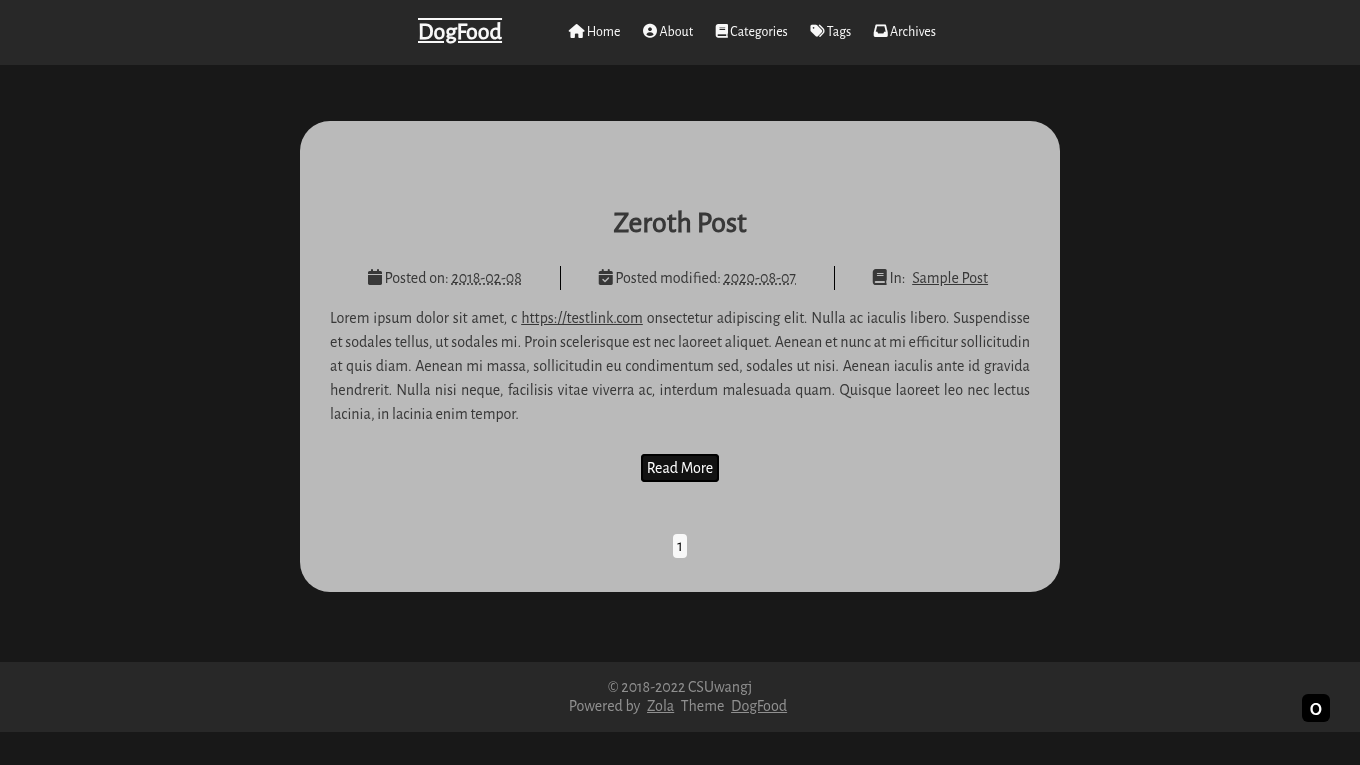 DogFood
Home About Categories Tags Archives
Zeroth Post
Posted on: 2018-02-08 Posted modified: 2020-08-07 In: Sample Post
Lorem ipsum dolor sit amet, c https://testlink.com onsectetur adipiscing elit. Nulla ac iaculis libero. Suspendisse
et sodales tellus, ut sodales mi. Proin scelerisque est nec laoreet aliquet. Aenean et nunc at mi efficitur sollicitudin
at quis diam. Aenean mi massa, sollicitudin eu condimentum sed, sodales ut nisi. Aenean iaculis ante id gravida
hendrerit. Nulla nisi neque, facilisis vitae viverra ac, interdum malesuada quam. Quisque laoreet leo nec lectus
lacinia, in lacinia enim tempor.
Read More
1
© 2018-2022 CSUwangj
Powered by Zola Theme DogFood
O